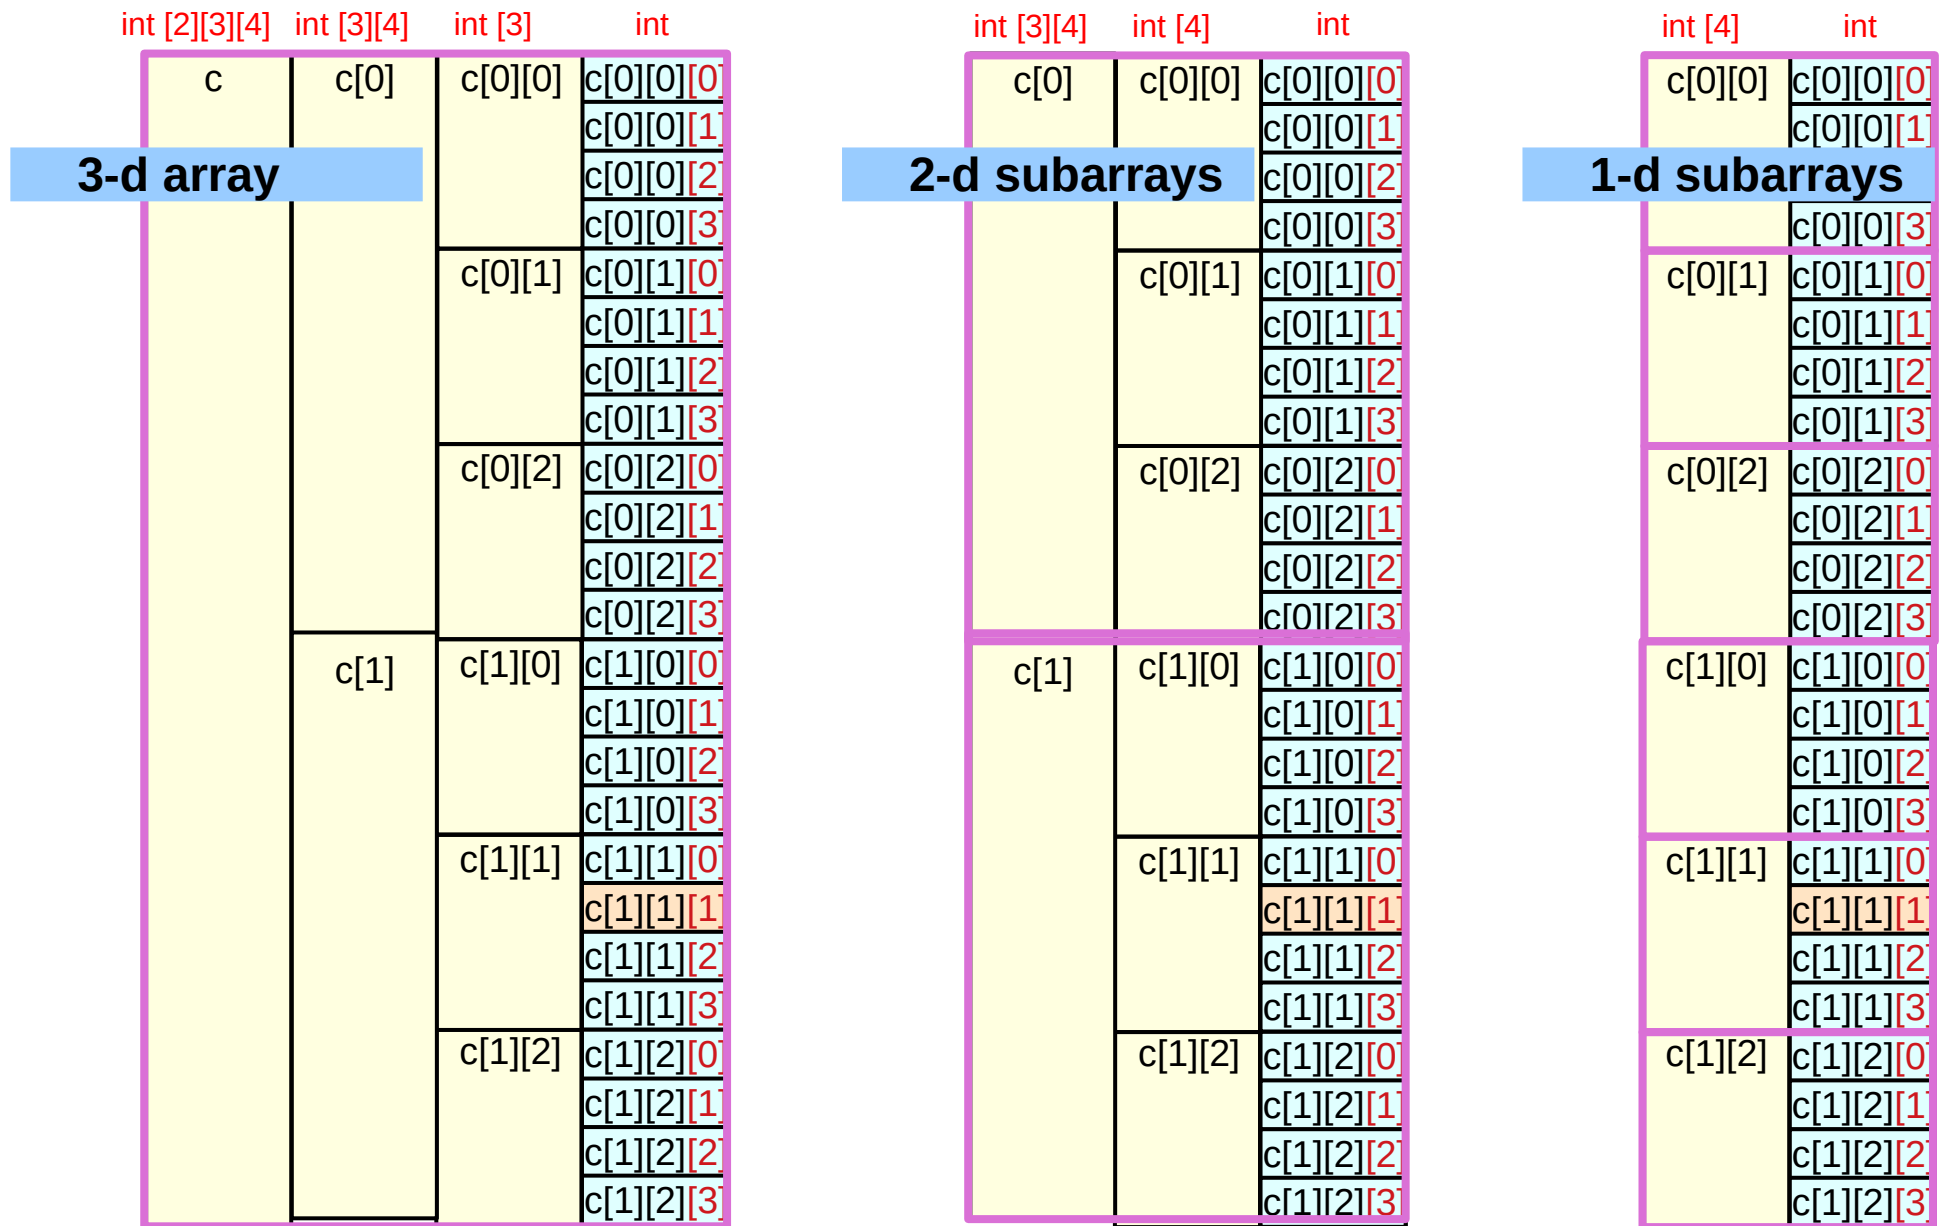 int [2][3][4] int [3][4] int [3] int
c c[0] c[0][0] c[0][0][0]
c[0][0][1]
3-d array
c[0][0][2]
c[0][0][3]
c[0][1] c[0][1][0]
c[0][1][1]
c[0][1][2]
c[0][1][3]
c[0][2] c[0][2][0]
c[0][2][1]
c[0][2][2]
c[0][2][3]
c[1] c[1][0] c[1][0][0]
c[1][0][1]
c[1][0][2]
c[1][0][3]
c[1][1] c[1][1][0]
c[1][1][1]
c[1][1][2]
c[1][1][3]
c[1][2] c[1][2][0]
c[1][2][1]
c[1][2][2]
c[1][2][3]
int [3][4] int [4] int
c[0] c[0][0] c[0][0][0]
c[0][0][1]
2-d subarrays
c[0][0][2]
c[0][0][3]
c[0][1] c[0][1][0]
c[0][1][1]
c[0][1][2]
c[0][1][3]
c[0][2] c[0][2][0]
c[0][2][1]
c[0][2][2]
c[0][2][3]
c[1] c[1][0] c[1][0][0]
c[1][0][1]
c[1][0][2]
c[1][0][3]
c[1][1] c[1][1][0]
c[1][1][1]
c[1][1][2]
c[1][1][3]
c[1][2] c[1][2][0]
c[1][2][1]
c[1][2][2]
c[1][2][3]
int [4] int
c[0][0] c[0][0][0]
c[0][0][1]
1-d subarrays
c[0][0][3]
c[0][1] c[0][1][0]
c[0][1][1]
c[0][1][2]
c[0][1][3]
c[0][2] c[0][2][0]
c[0][2][1]
c[0][2][2]
c[0][2][3]
c[1][0] c[1][0][0]
c[1][0][1]
c[1][0][2]
c[1][0][3]
c[1][1] c[1][1][0]
c[1][1][1]
c[1][1][2]
c[1][1][3]
c[1][2] c[1][2][0]
c[1][2][1]
c[1][2][2]
c[1][2][3]